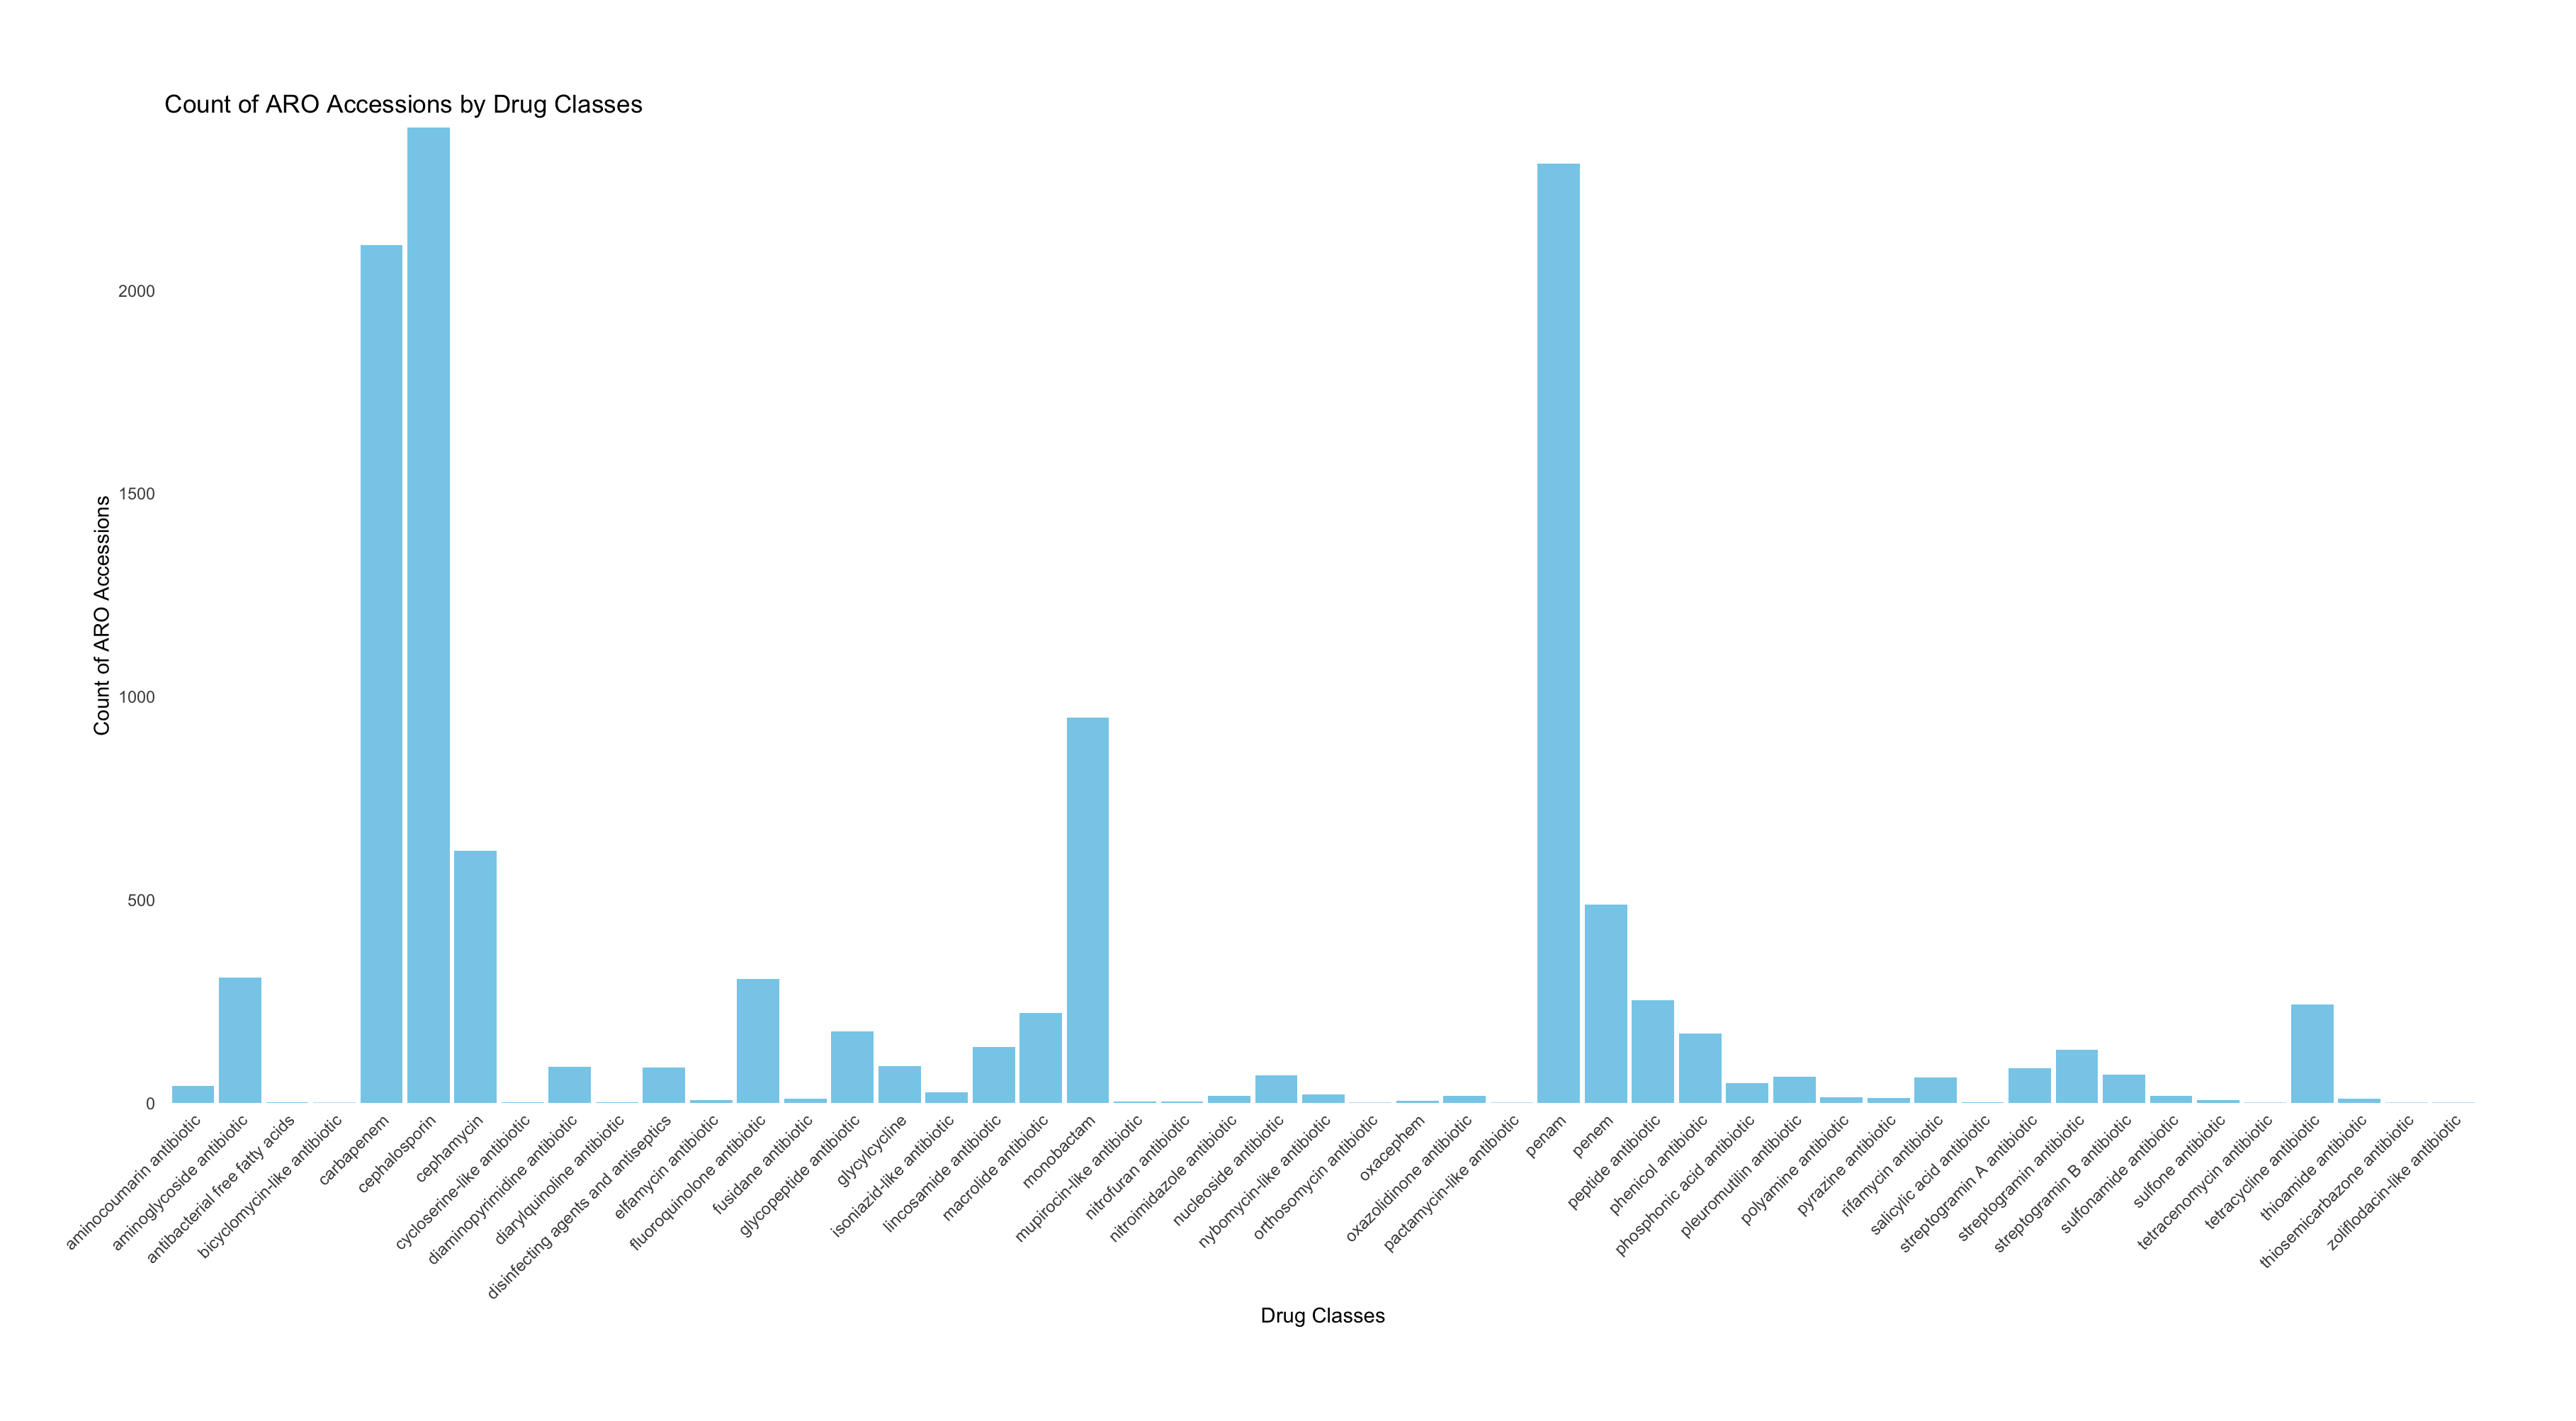 Count of ARO Accessions by Drug Classes
Count of ARO Accessions
2000
1500
1000
500
0
aminocoumarin antibiotic
aminoglycoside antibiotic
antibacterial free fatty acids
bicyclomycin-like antibiotic
carbapenem
cephalosporin
cephamycin
cycloserine-like antibiotic
diaminopyrimidine antibiotic
diarylquinoline antibiotic
disinfecting agents and antiseptics
elfamycin antibiotic
fluoroquinolone antibiotic
fusidane antibiotic
glycopeptide antibiotic
glycylcycline
isoniazid-like antibiotic
lincosamide antibiotic
macrolide antibiotic
monobactam
mupirocin-like antibiotic
nitrofuran antibiotic
nitroimidazole antibiotic
nucleoside antibiotic
nybomycin-like antibiotic
orthosomycin antibiotic
oxacephem
oxazolidinone antibiotic
pactamycin-like antibiotic
penam
penem
peptide antibiotic
phenicol antibiotic
phosphonic acid antibiotic
pleuromutilin antibiotic
polyamine antibiotic
pyrazine antibiotic
rifamycin antibiotic
salicylic acid antibiotic
streptogramin A antibiotic
streptogramin antibiotic
streptogramin B antibiotic
sulfonamide antibiotic
sulfone antibiotic
tetracenomycin antibiotic
tetracycline antibiotic
thioamide antibiotic
thiosemicarbazone antibiotic
zoliflodacin-like antibiotic
Drug Classes